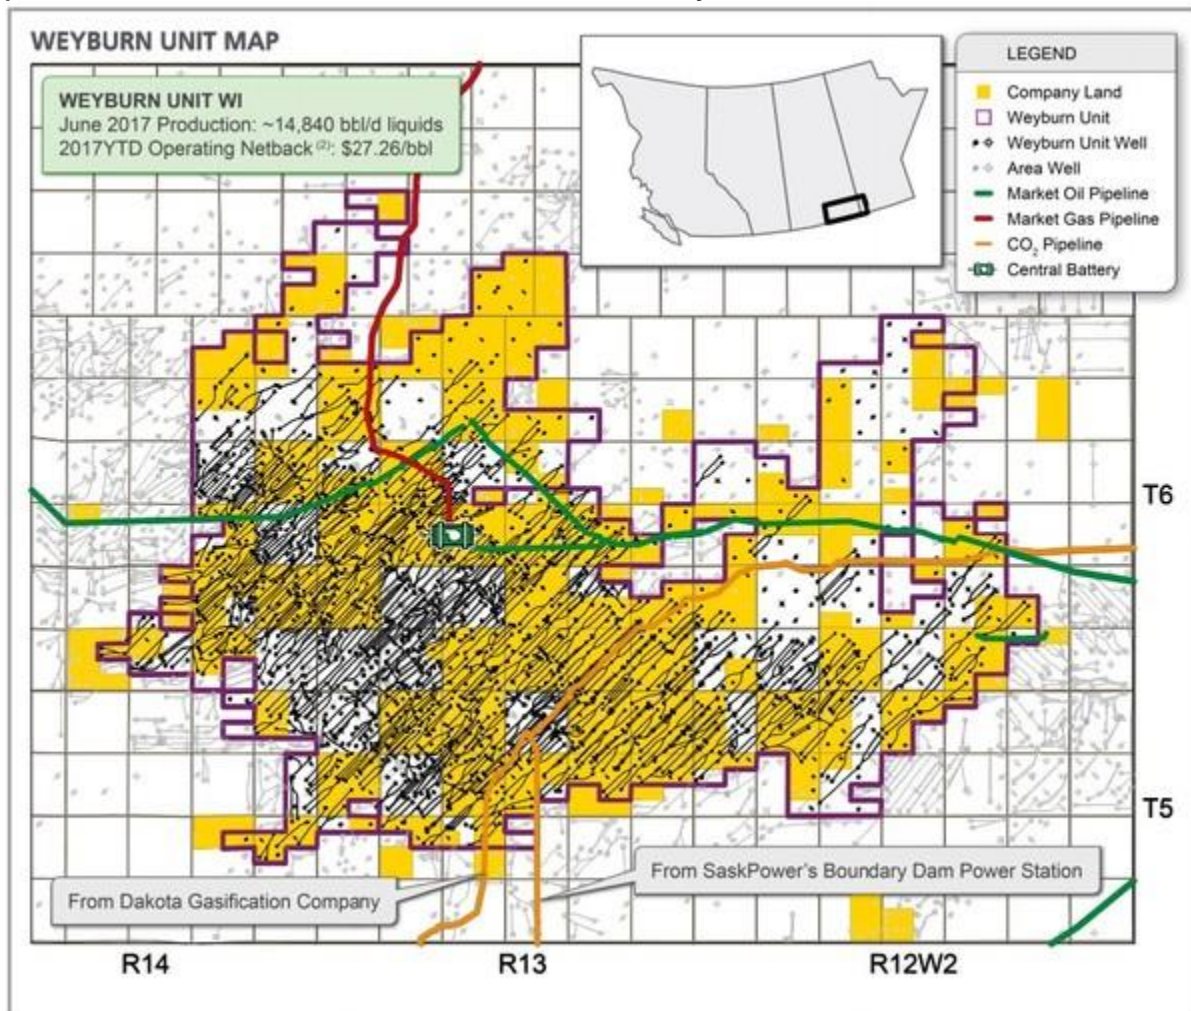 WEYBURN UNIT MAP
WEYBURN UNIT WI
June 2017 Production: ~14,840 bbl/d liquids
2017YTD Operating Netback (2): $27.26/bbl
LEGEND
Company Land
Weyburn Unit
Weyburn Unit Well
Area Well
Market Oil Pipeline
Market Gas Pipeline
CO2 Pipeline
Central Battery
T6
T5
From SaskPower's Boundary Dam Power Station
From Dakota Gasification Company
R14
R13
R12W2